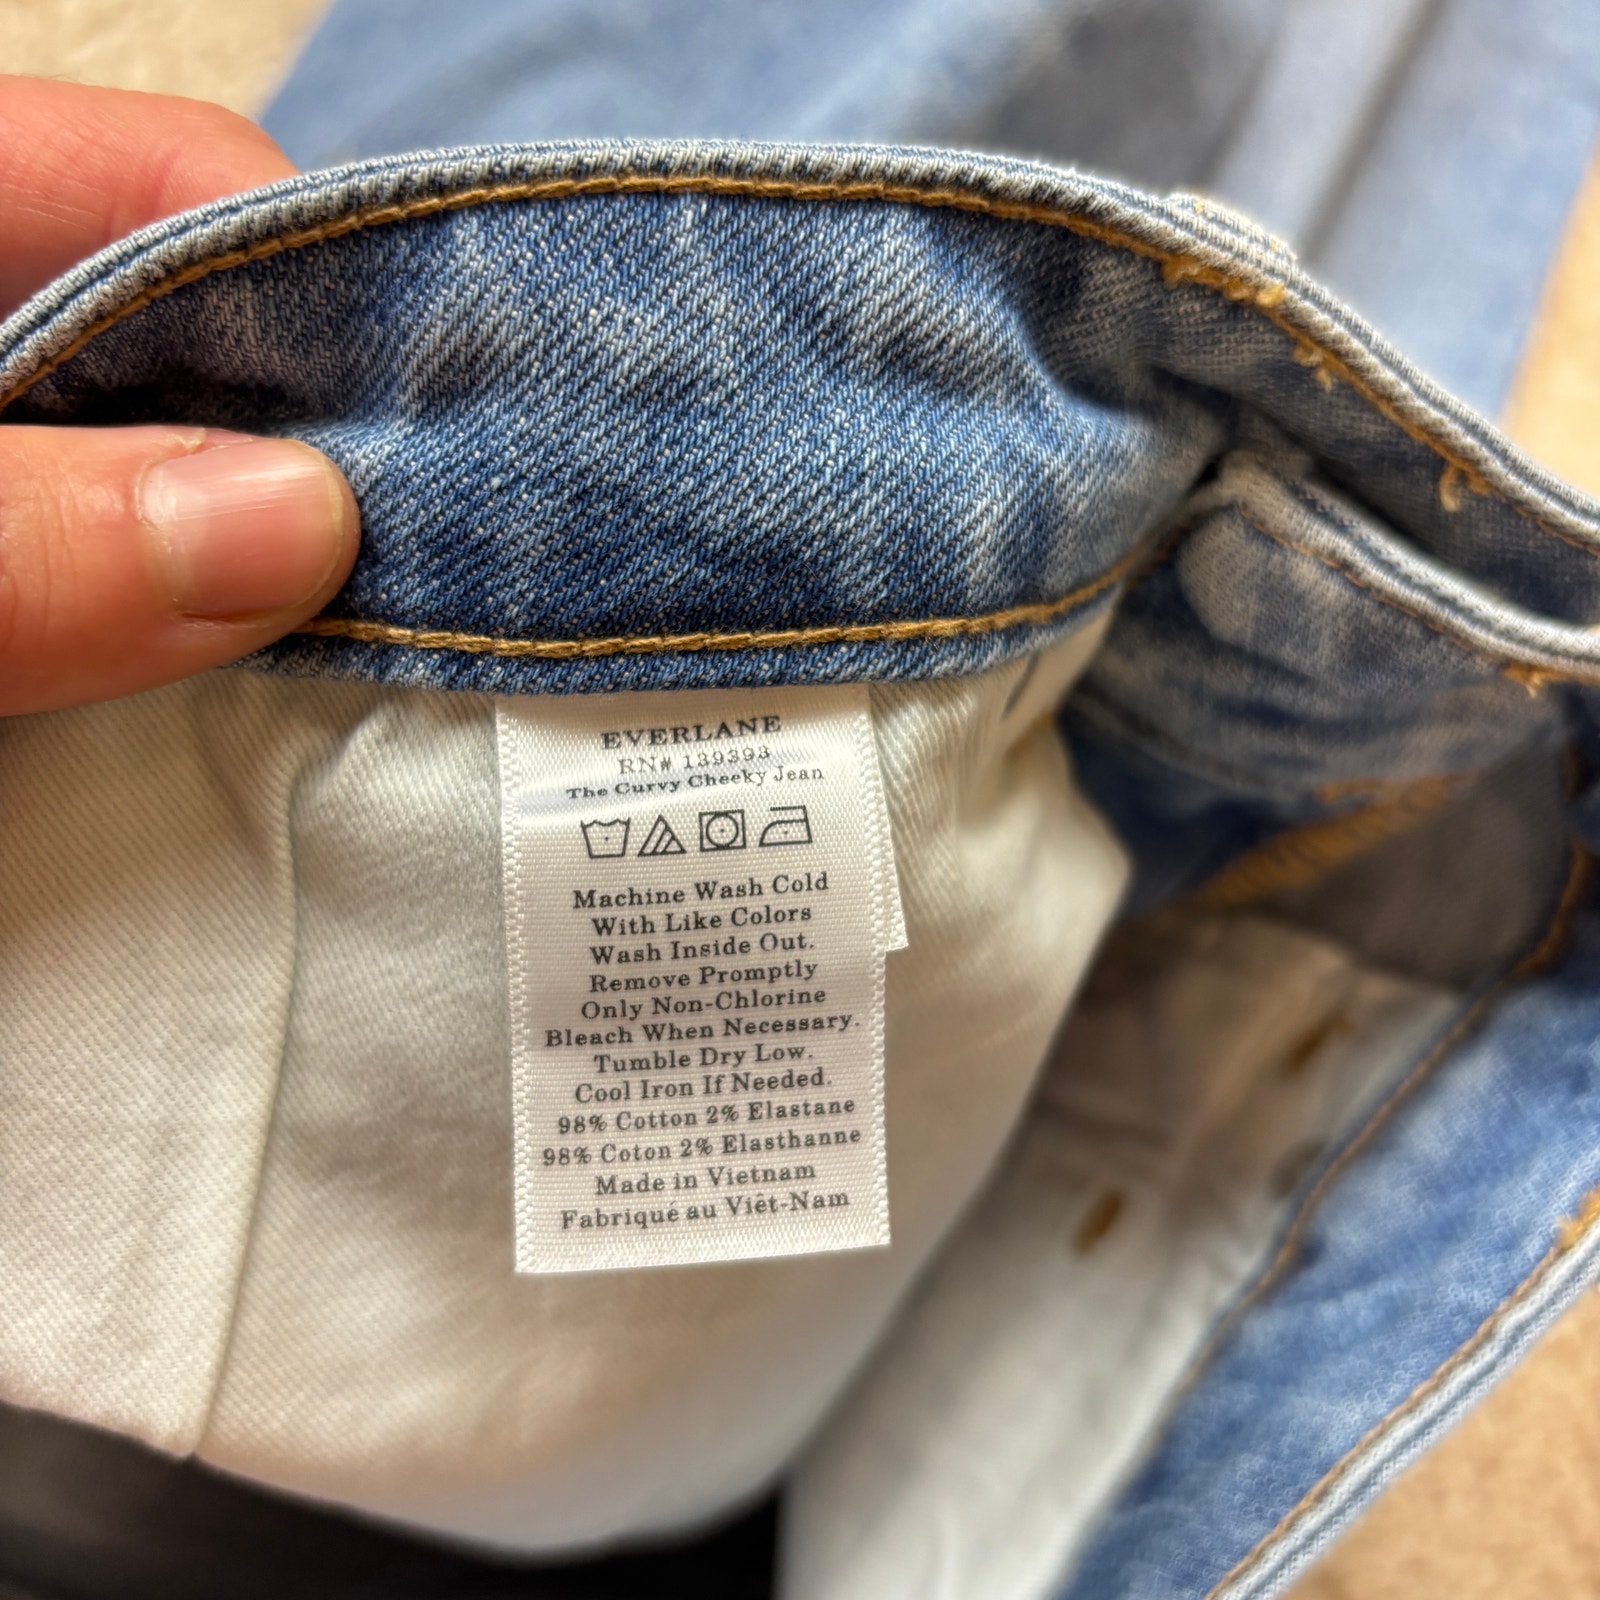 EVERLANE
RN# 139393
The Curvy Cheeky Jean
Machine Wash Cold
With Like Colors
Wash Inside Out.
Remove Promptly
Only Non-Chlorine
Bleach When Necessary.
Tumble Dry Low.
Cool Iron If Needed.
98% Cotton 2% Elastane
98% Coton 2% Elasthanne
Made in Vietnam
Fabrique au Viêt-Nam